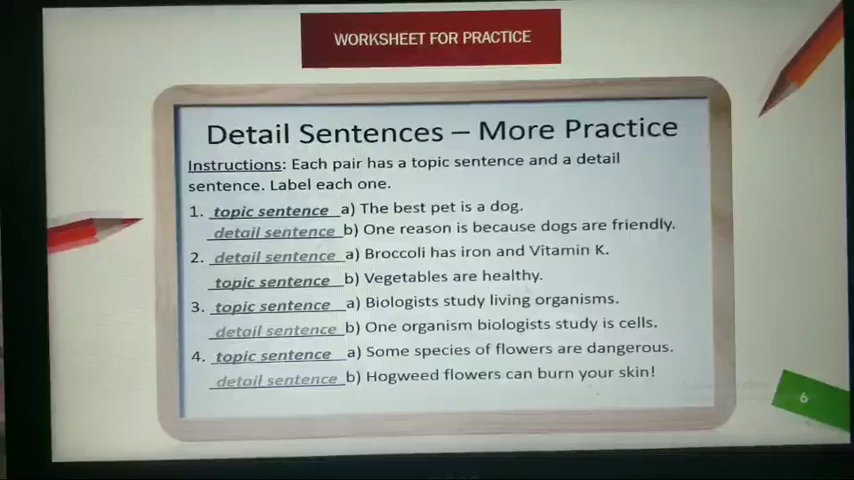 WORKSHEET FOR PRACTICE
Detail Sentences – More Practice
Instructions: Each pair has a topic sentence and a detail
sentence. Label each one.
1. topic sentence a) The best pet is a dog.
detail sentence b) One reason is because dogs are friendly.
2. detail sentence a) Broccoli has iron and Vitamin K.
topic sentence b) Vegetables are healthy.
3. topic sentence a) Biologists study living organisms.
detail sentence b) One organism biologists study is cells.
4. topic sentence a) Some species of flowers are dangerous.
detail sentence b) Hogweed flowers can burn your skin!
6